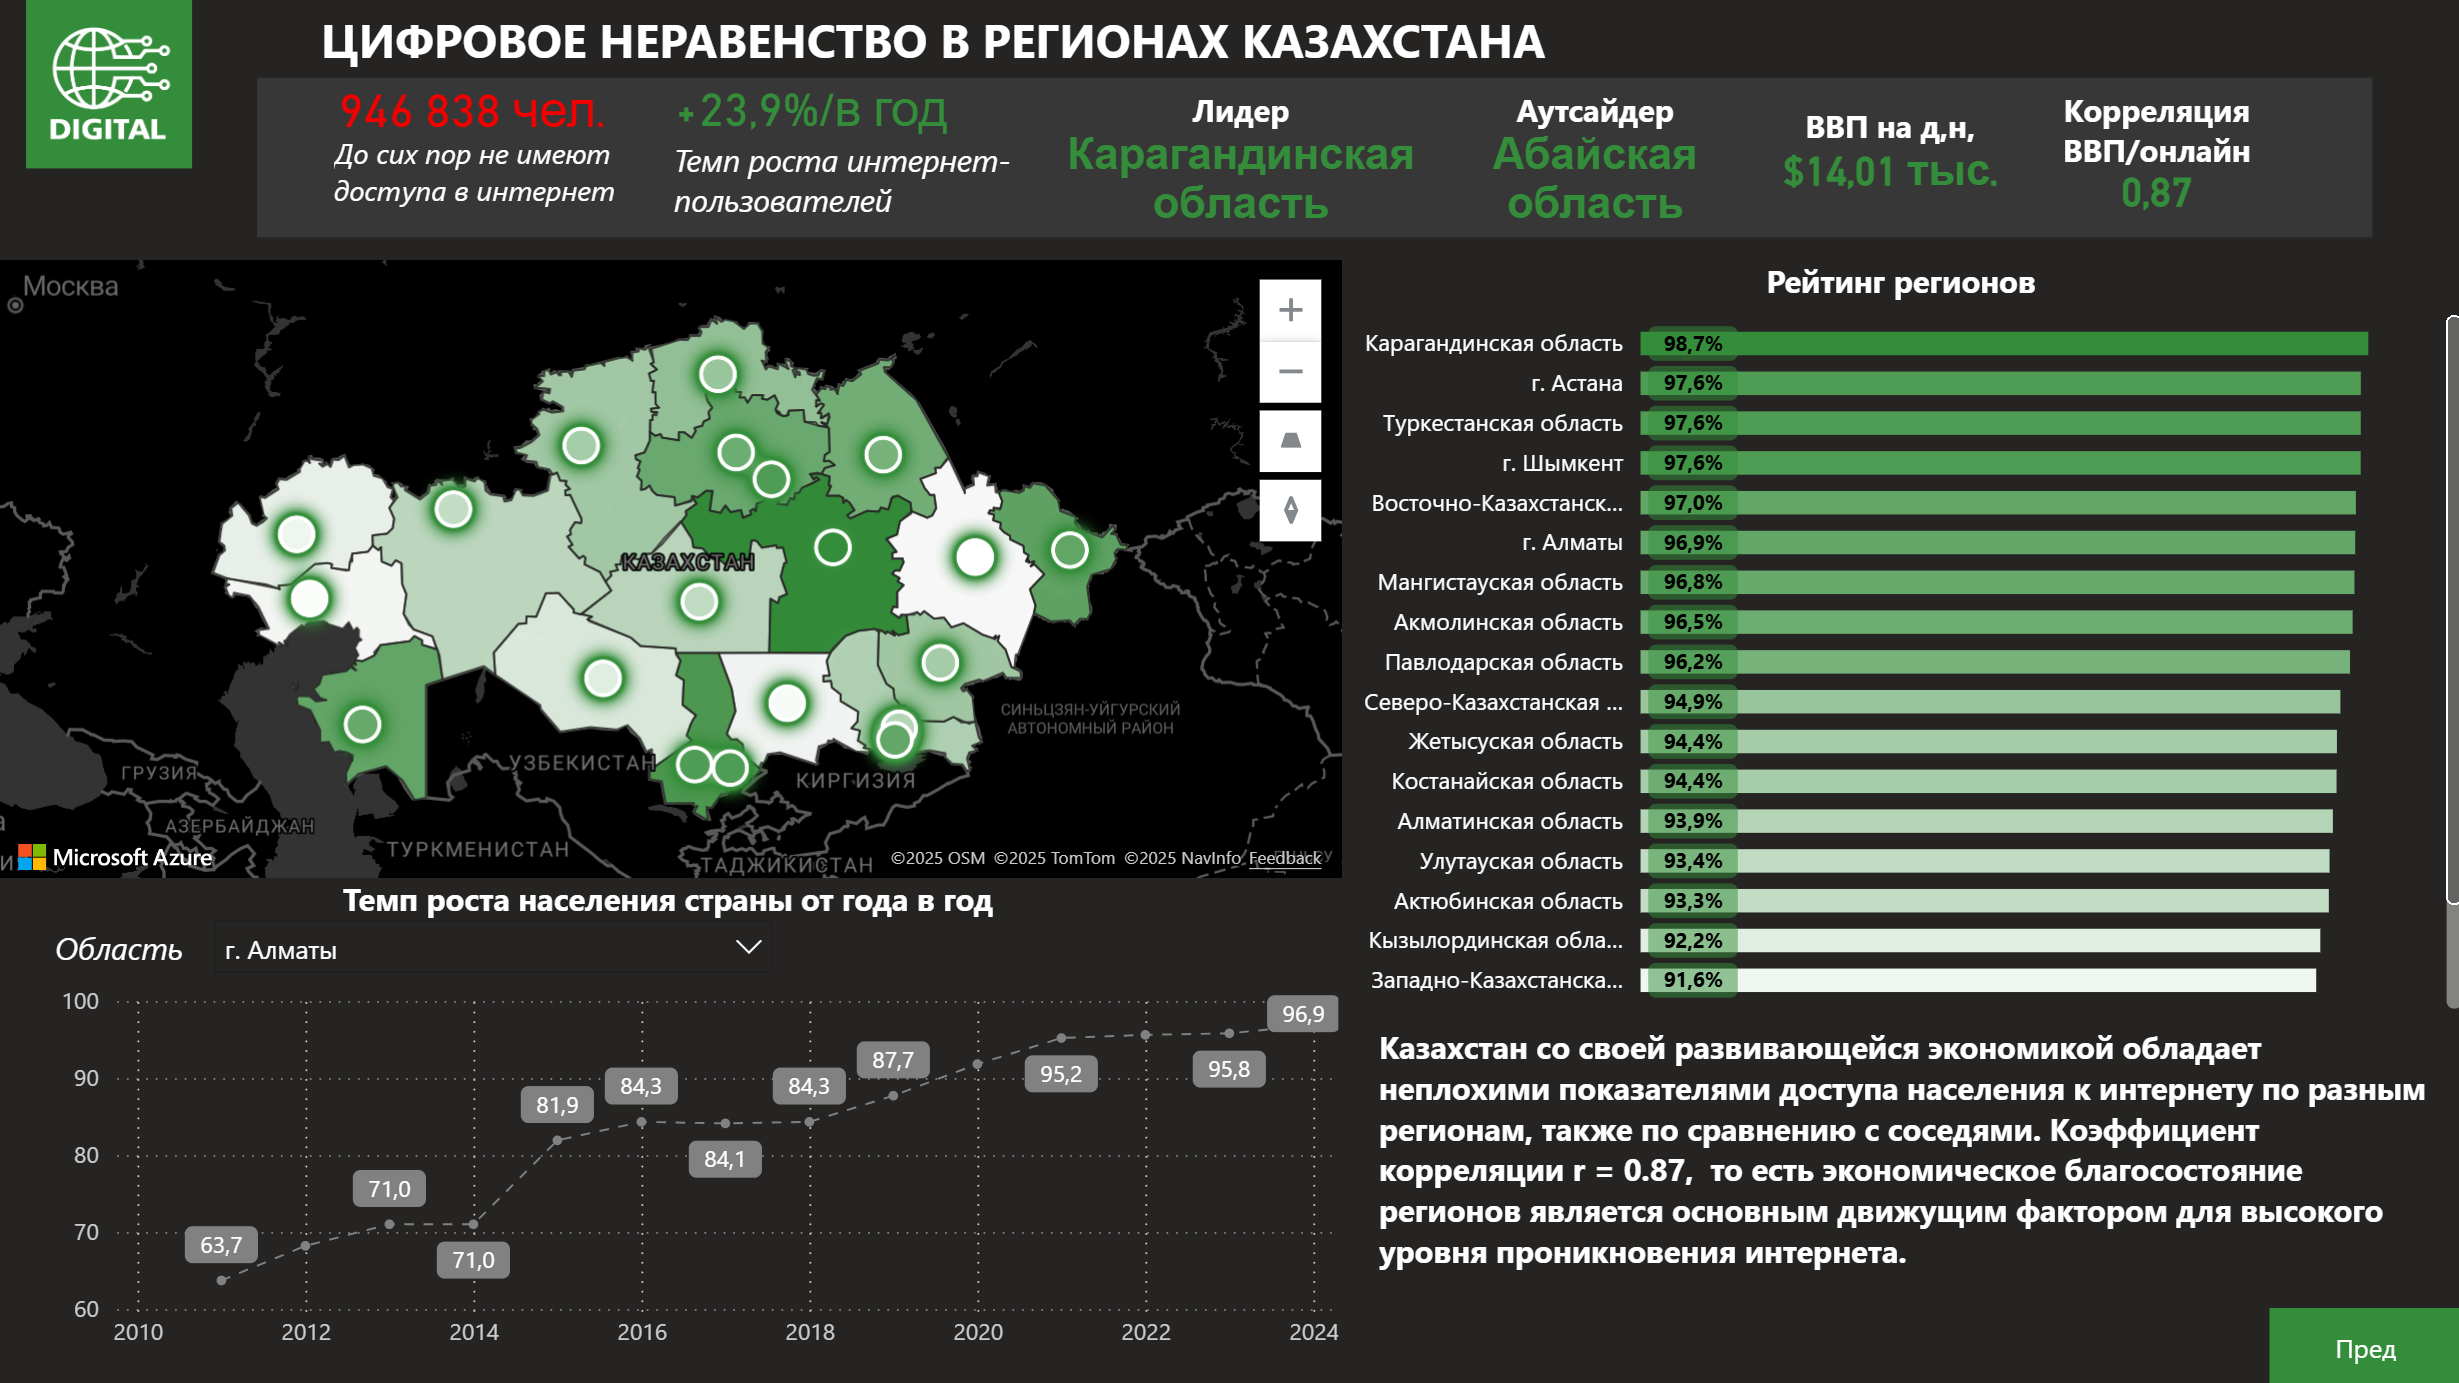 DIGITAL
ЦИФРОВОЕ НЕРАВЕНСТВО В РЕГИОНАХ КАЗАХСТАНА
946 838 чел.
До сих пор не имеют
доступа в интернет
+23,9%/в год
Темп роста интернет-
пользователей
Лидер
Карагандинская
область
Аутсайдер
Абайская
область
ВВП на д,н,
$14,01 тыс.
Корреляция
ВВП/онлайн
0,87
Москва
КАЗАХСТАН
СИНЬЦЗЯН-УЙГУРСКИЙ
АВТОНОМНЫЙ РАЙОН
УЗБЕКИСТАН
КИРГИЗИЯ
ГРУЗИЯ
АЗЕРБАЙДЖАН
ТУРКМЕНИСТАН
ТАДЖИКИСТАН
Microsoft Azure
©2025 OSM ©2025 TomTom ©2025 NavInfo Feedback
Рейтинг регионов
Карагандинская область 98,7%
г. Астана 97,6%
Туркестанская область 97,6%
г. Шымкент 97,6%
Восточно-Казахстанск... 97,0%
г. Алматы 96,9%
Мангистауская область 96,8%
Акмолинская область 96,5%
Павлодарская область 96,2%
Северо-Казахстанская ... 94,9%
Жетысуская область 94,4%
Костанайская область 94,4%
Алматинская область 93,9%
Улутауская область 93,4%
Актюбинская область 93,3%
Кызылординская обла... 92,2%
Западно-Казахстанска... 91,6%
Темп роста населения страны от года в год
Область
г. Алматы
100
90
80
70
60
63,7
71,0
71,0
81,9
84,3
84,1
84,3
87,7
95,2
95,8
96,9
2010 2012 2014 2016 2018 2020 2022 2024
Казахстан со своей развивающейся экономикой обладает
неплохими показателями доступа населения к интернету по разным
регионам, также по сравнению с соседями. Коэффициент
корреляции r = 0.87, то есть экономическое благосостояние
регионов является основным движущим фактором для высокого
уровня проникновения интернета.
Пред